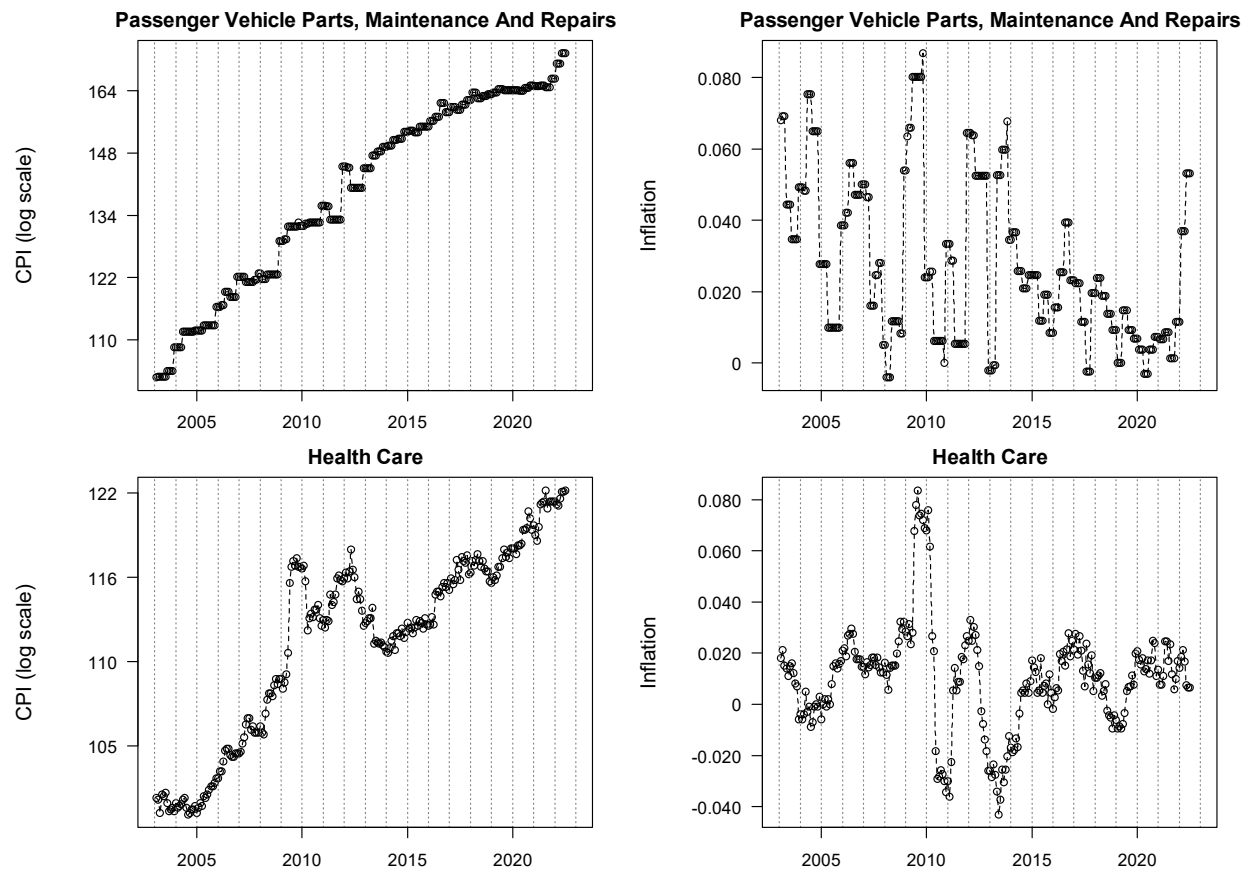 Passenger Vehicle Parts, Maintenance And Repairs
CPI (log scale)
164
148
134
122
110
2005 2010 2015 2020
Passenger Vehicle Parts, Maintenance And Repairs
Inflation
0.080
0.060
0.040
0.020
0
2005 2010 2015 2020
Health Care
CPI (log scale)
122
116
110
105
2005 2010 2015 2020
Health Care
Inflation
0.080
0.060
0.040
0.020
0
-0.020
-0.040
2005 2010 2015 2020